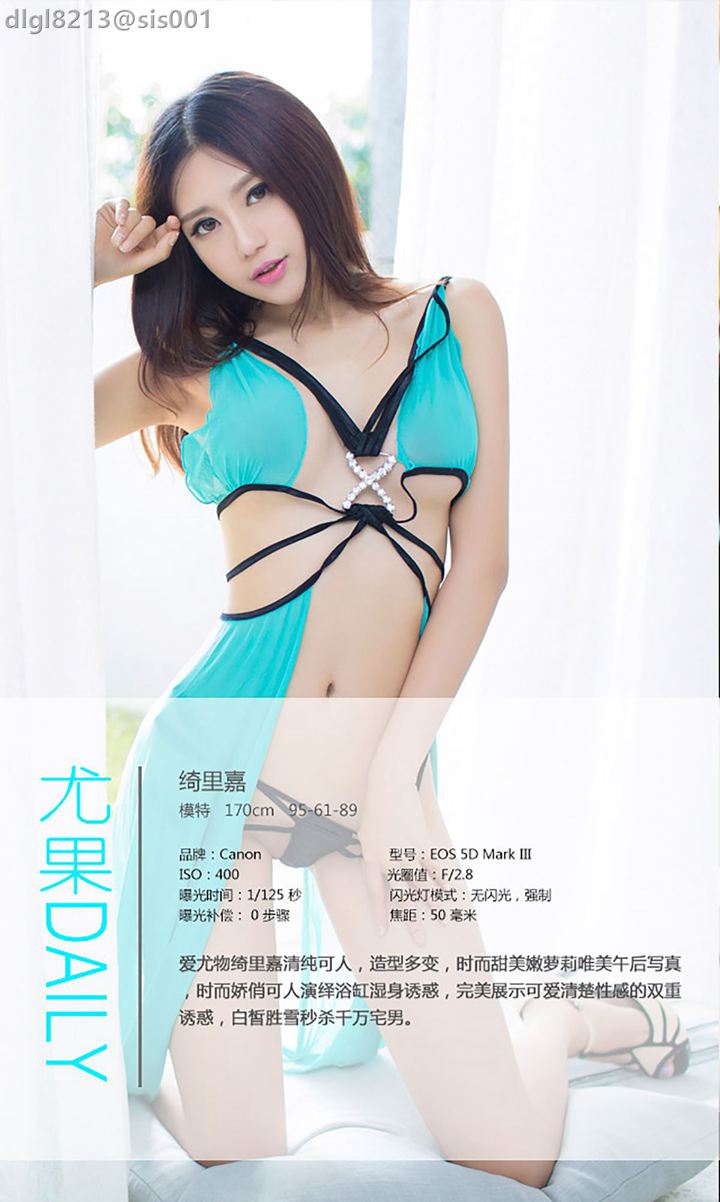 dlgl8213@sis001
尤果DAILY
绮里嘉
模特 170cm 95-61-89
品牌：Canon 型号：EOS 5D Mark III
ISO：400 光圈值：F/2.8
曝光时间：1/125 秒 闪光灯模式：无闪光，强制
曝光补偿： 0 步骤 焦距：50 毫米
爱尤物绮里嘉清纯可人，造型多变，时而甜美嫩萝莉唯美午后写真
，时而娇俏可人演绎浴缸湿身诱惑，完美展示可爱清楚性感的双重
诱惑，白皙胜雪秒杀千万宅男。